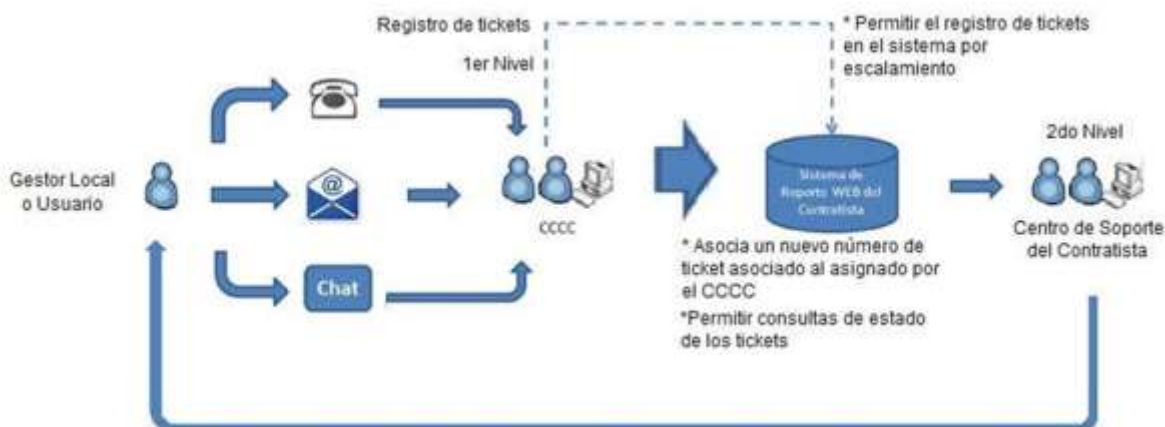 Registro de tickets
1er Nivel
* Permitir el registro de tickets
en el sistema por
escalamiento
Gestor Local
o Usuario
@
Chat
CCCC
Sistema de
Reporto WEB del
Contratista
* Asocia un nuevo número de
ticket asociado al asignado por
el CCCC
*Permitir consultas de estado
de los tickets
2do Nivel
Centro de Soporte
del Contratista